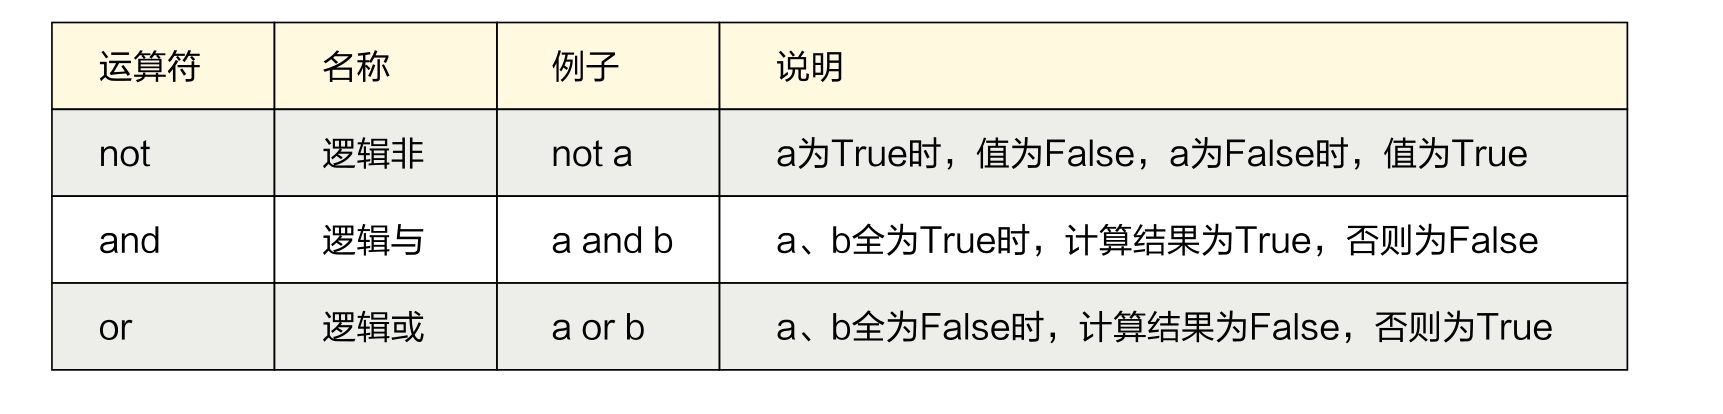 运算符 名称 例子 说明
not 逻辑非 not a a为True时，值为False，a为False时，值为True
and 逻辑与 a and b a、b全为True时，计算结果为True，否则为False
or 逻辑或 a or b a、b全为False时，计算结果为False，否则为True